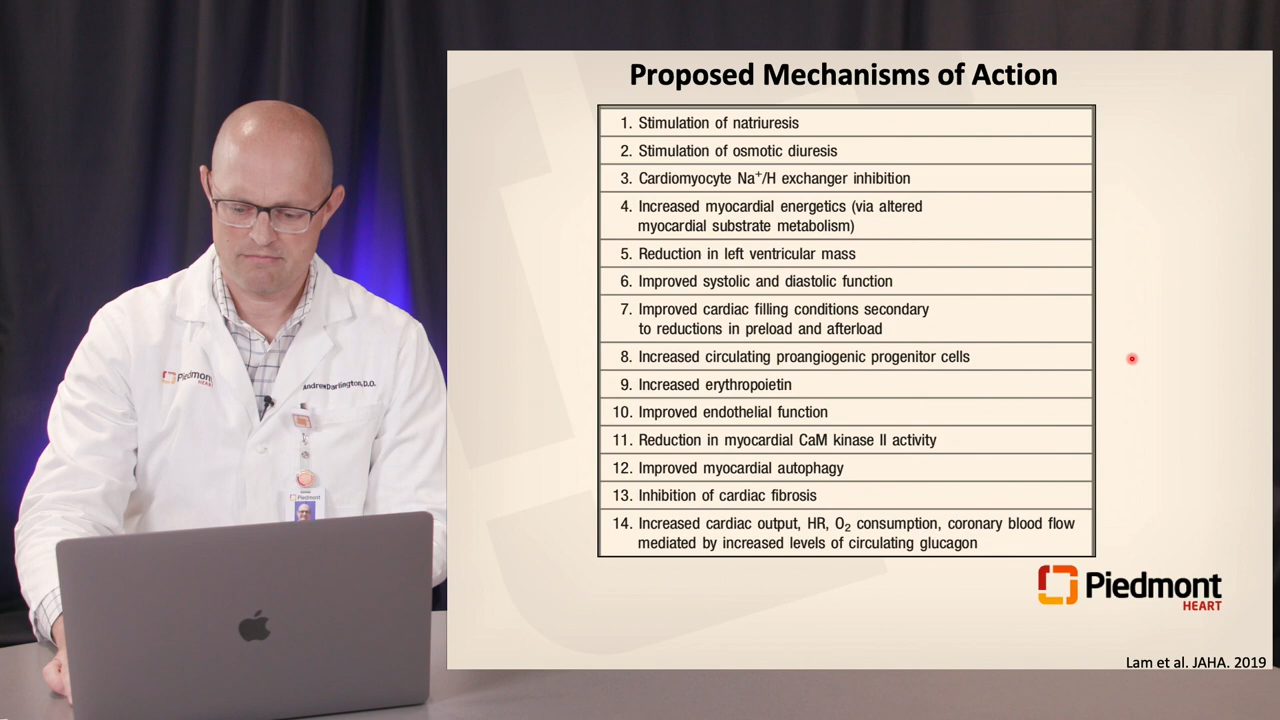 Proposed Mechanisms of Action
1. Stimulation of natriuresis
2. Stimulation of osmotic diuresis
3. Cardiomyocyte Na⁺/H exchanger inhibition
4. Increased myocardial energetics (via altered
myocardial substrate metabolism)
5. Reduction in left ventricular mass
6. Improved systolic and diastolic function
7. Improved cardiac filling conditions secondary
to reductions in preload and afterload
8. Increased circulating proangiogenic progenitor cells
9. Increased erythropoietin
10. Improved endothelial function
11. Reduction in myocardial CaM kinase II activity
12. Improved myocardial autophagy
13. Inhibition of cardiac fibrosis
14. Increased cardiac output, HR, O₂ consumption, coronary blood flow
mediated by increased levels of circulating glucagon
Piedmont
HEART
Lam et al. JAHA. 2019
Piedmont
HEART
Andrew Darlington, D.O.
Piedmont